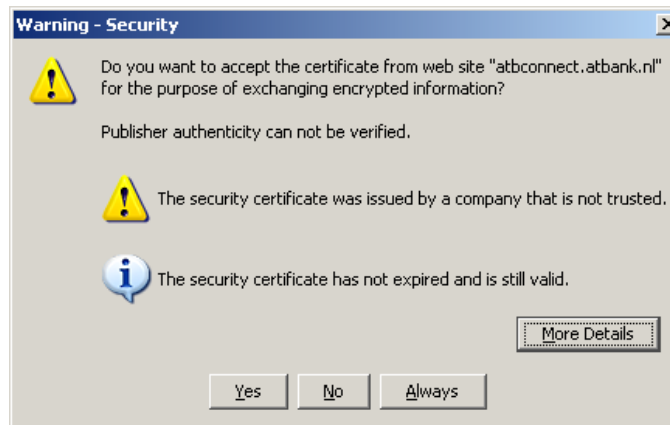 Warning - Security
Do you want to accept the certificate from web site "atbconnect.atbank.nl"
for the purpose of exchanging encrypted information?
Publisher authenticity can not be verified.
The security certificate was issued by a company that is not trusted.
The security certificate has not expired and is still valid.
More Details
Yes No Always